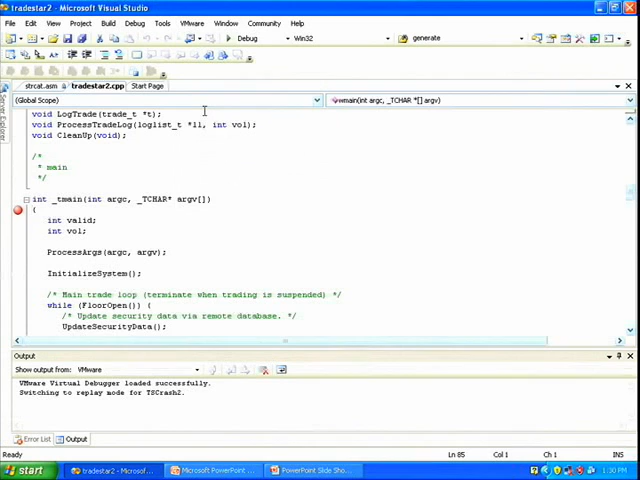 tradestar2 - Microsoft Visual Studio
File Edit View Project Build Debug Tools VMware Window Community Help
Debug Win32 generate
strcat.asm tradestar2.cpp Start Page
(Global Scope) wmain(int argc, _TCHAR *[] argv)
Server Explorer
void LogTrade(trade_t *t);
void ProcessTradeLog(loglist_t *ll, int vol);
void CleanUp(void);
/*
* main
*/
int _tmain(int argc, _TCHAR* argv[])
{
int valid;
int vol;
ProcessArgs(argc, argv);
InitializeSystem();
/* Main trade loop (terminate when trading is suspended) */
while (FloorOpen()) {
/* Update security data via remote database. */
UpdateSecurityData();
Output
Show output from: VMware
VMware Virtual Debugger loaded successfully.
Switching to replay mode for TSCrash2.
Error List Output
Ready Ln 85 Col 1 Ch 1 INS
start tradestar2 - Microsof... Microsoft PowerPoint ... PowerPoint Slide Sho... 1:30 PM